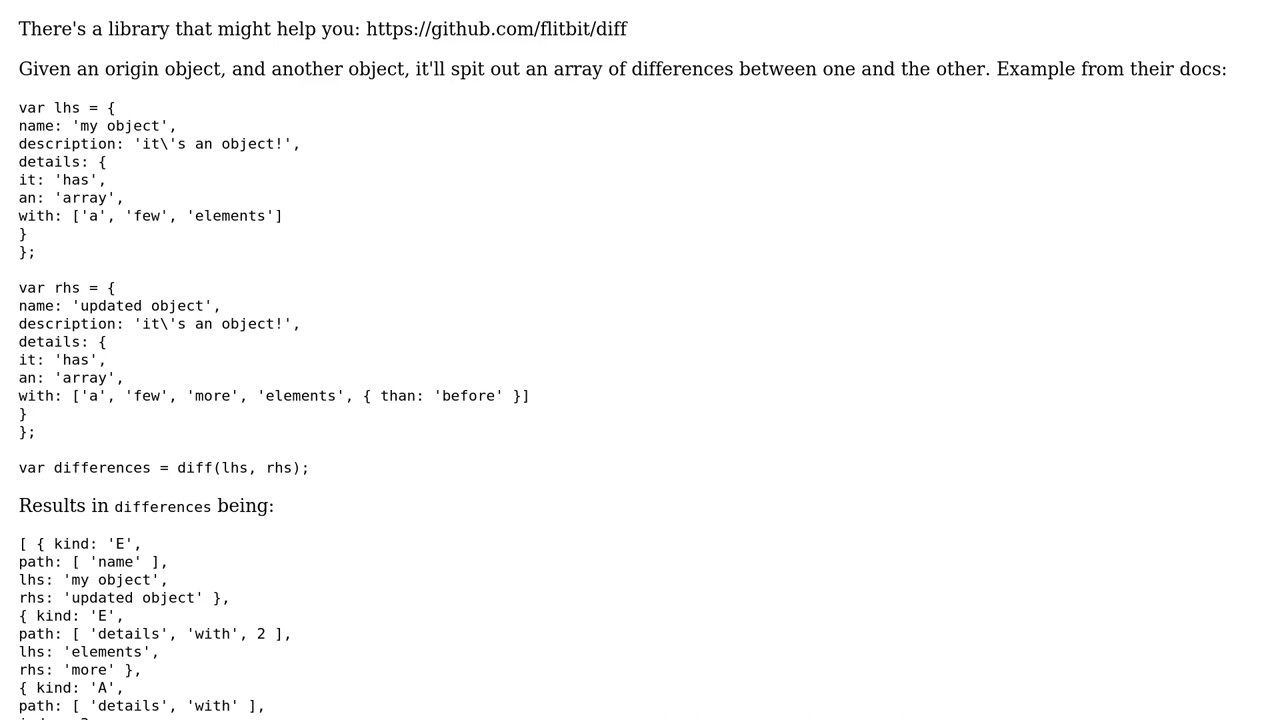 There's a library that might help you: https://github.com/flitbit/diff
Given an origin object, and another object, it'll spit out an array of differences between one and the other. Example from their docs:
var lhs = {
name: 'my object',
description: 'it\'s an object!',
details: {
it: 'has',
an: 'array',
with: ['a', 'few', 'elements']
}
};
var rhs = {
name: 'updated object',
description: 'it\'s an object!',
details: {
it: 'has',
an: 'array',
with: ['a', 'few', 'more', 'elements', { than: 'before' }]
}
};
var differences = diff(lhs, rhs);
Results in differences being:
[ { kind: 'E',
path: [ 'name' ],
lhs: 'my object',
rhs: 'updated object' },
{ kind: 'E',
path: [ 'details', 'with', 2 ],
lhs: 'elements',
rhs: 'more' },
{ kind: 'A',
path: [ 'details', 'with' ],